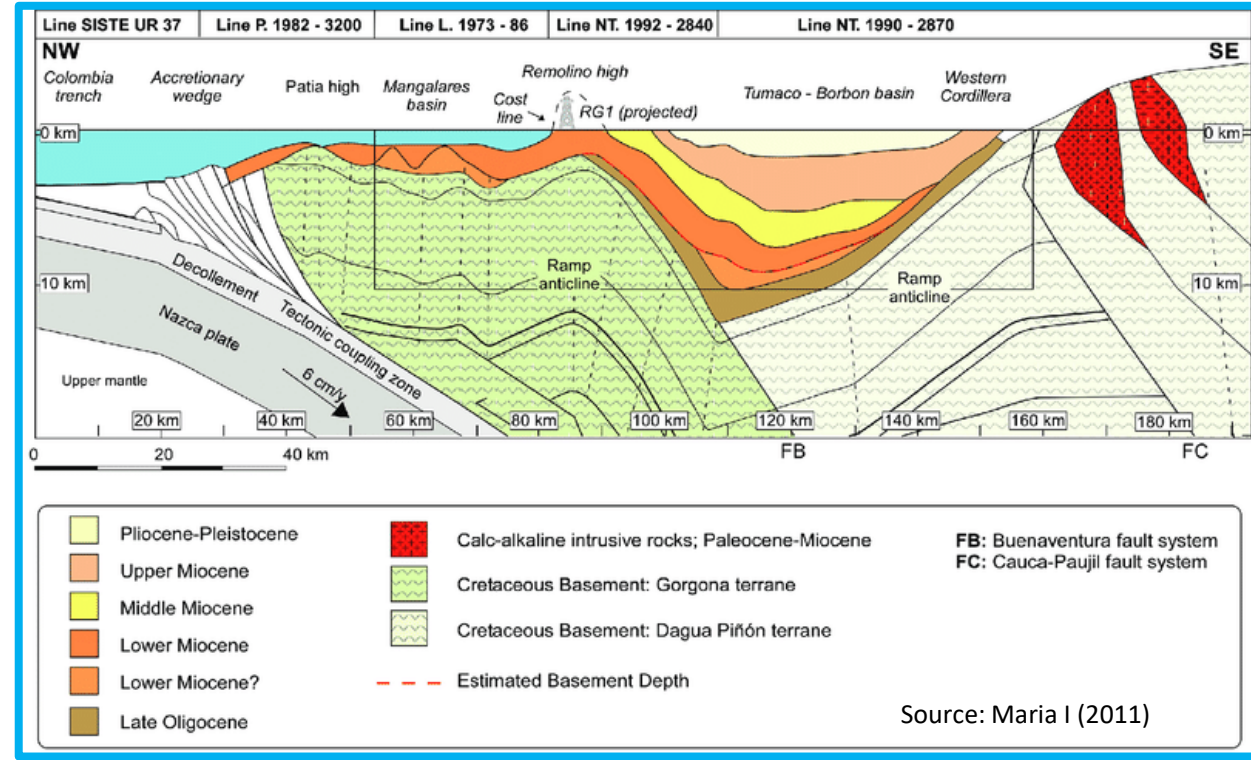 Line SISTE UR 37 Line P. 1982 - 3200 Line L. 1973 - 86 Line NT. 1992 - 2840 Line NT. 1990 - 2870
NW SE
Colombia trench
Accretionary wedge
Patia high
Mangalares basin
Remolino high
Cost line
RG1 (projected)
Tumaco - Borbon basin
Western Cordillera
0 km 0 km
10 km 10 km
Decollement
Tectonic coupling zone
Nazca plate
6 cm/y
Upper mantle
Ramp anticline
Ramp anticline
20 km 40 km 60 km 80 km 100 km 120 km 140 km 160 km 180 km
0 20 40 km
FB FC
Pliocene-Pleistocene
Upper Miocene
Middle Miocene
Lower Miocene
Lower Miocene?
Late Oligocene
Calc-alkaline intrusive rocks; Paleocene-Miocene
Cretaceous Basement: Gorgona terrane
Cretaceous Basement: Dagua Piñón terrane
Estimated Basement Depth
FB: Buenaventura fault system
FC: Cauca-Paujil fault system
Source: Maria I (2011)